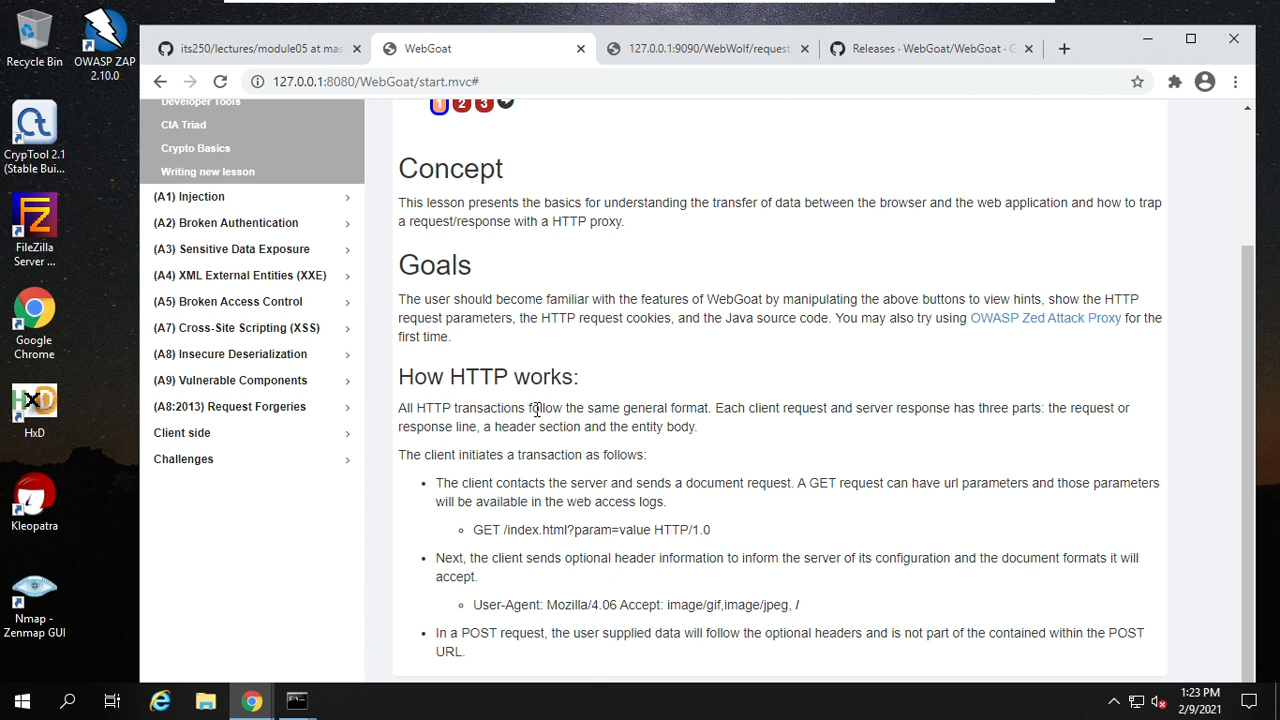 Recycle Bin
OWASP ZAP
2.10.0
CrypTool 2.1
(Stable Bui...
FileZilla
Server ...
Google
Chrome
HxD
Kleopatra
Nmap -
Zenmap GUI
its250/lectures/module05 at mas
WebGoat
127.0.0.1:9090/WebWolf/request
Releases · WebGoat/WebGoat · G
127.0.0.1:8080/WebGoat/start.mvc#
Developer Tools
CIA Triad
Crypto Basics
Writing new lesson
(A1) Injection
(A2) Broken Authentication
(A3) Sensitive Data Exposure
(A4) XML External Entities (XXE)
(A5) Broken Access Control
(A7) Cross-Site Scripting (XSS)
(A8) Insecure Deserialization
(A9) Vulnerable Components
(A8:2013) Request Forgeries
Client side
Challenges
1 2 3
Concept
This lesson presents the basics for understanding the transfer of data between the browser and the web application and how to trap
a request/response with a HTTP proxy.
Goals
The user should become familiar with the features of WebGoat by manipulating the above buttons to view hints, show the HTTP
request parameters, the HTTP request cookies, and the Java source code. You may also try using OWASP Zed Attack Proxy for the
first time.
How HTTP works:
All HTTP transactions follow the same general format. Each client request and server response has three parts: the request or
response line, a header section and the entity body.
The client initiates a transaction as follows:
• The client contacts the server and sends a document request. A GET request can have url parameters and those parameters
will be available in the web access logs.
◦ GET /index.html?param=value HTTP/1.0
• Next, the client sends optional header information to inform the server of its configuration and the document formats it will
accept.
◦ User-Agent: Mozilla/4.06 Accept: image/gif,image/jpeg, /
• In a POST request, the user supplied data will follow the optional headers and is not part of the contained within the POST
URL.
1:23 PM
2/9/2021